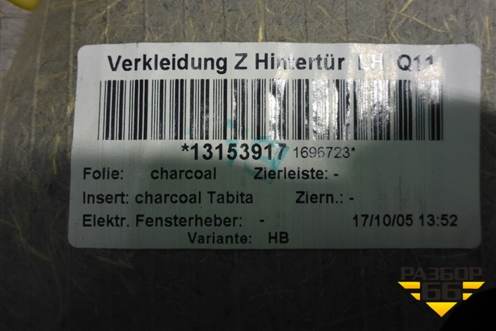 Verkleidung Z Hintertür LH Q11
*13153917 1696723*
Folie: charcoal Zierleiste: -
Insert: charcoal Tabita Ziern.: -
Elektr. Fensterheber: - 17/10/05 13:52
Variante: HB
РАЗБОР
66